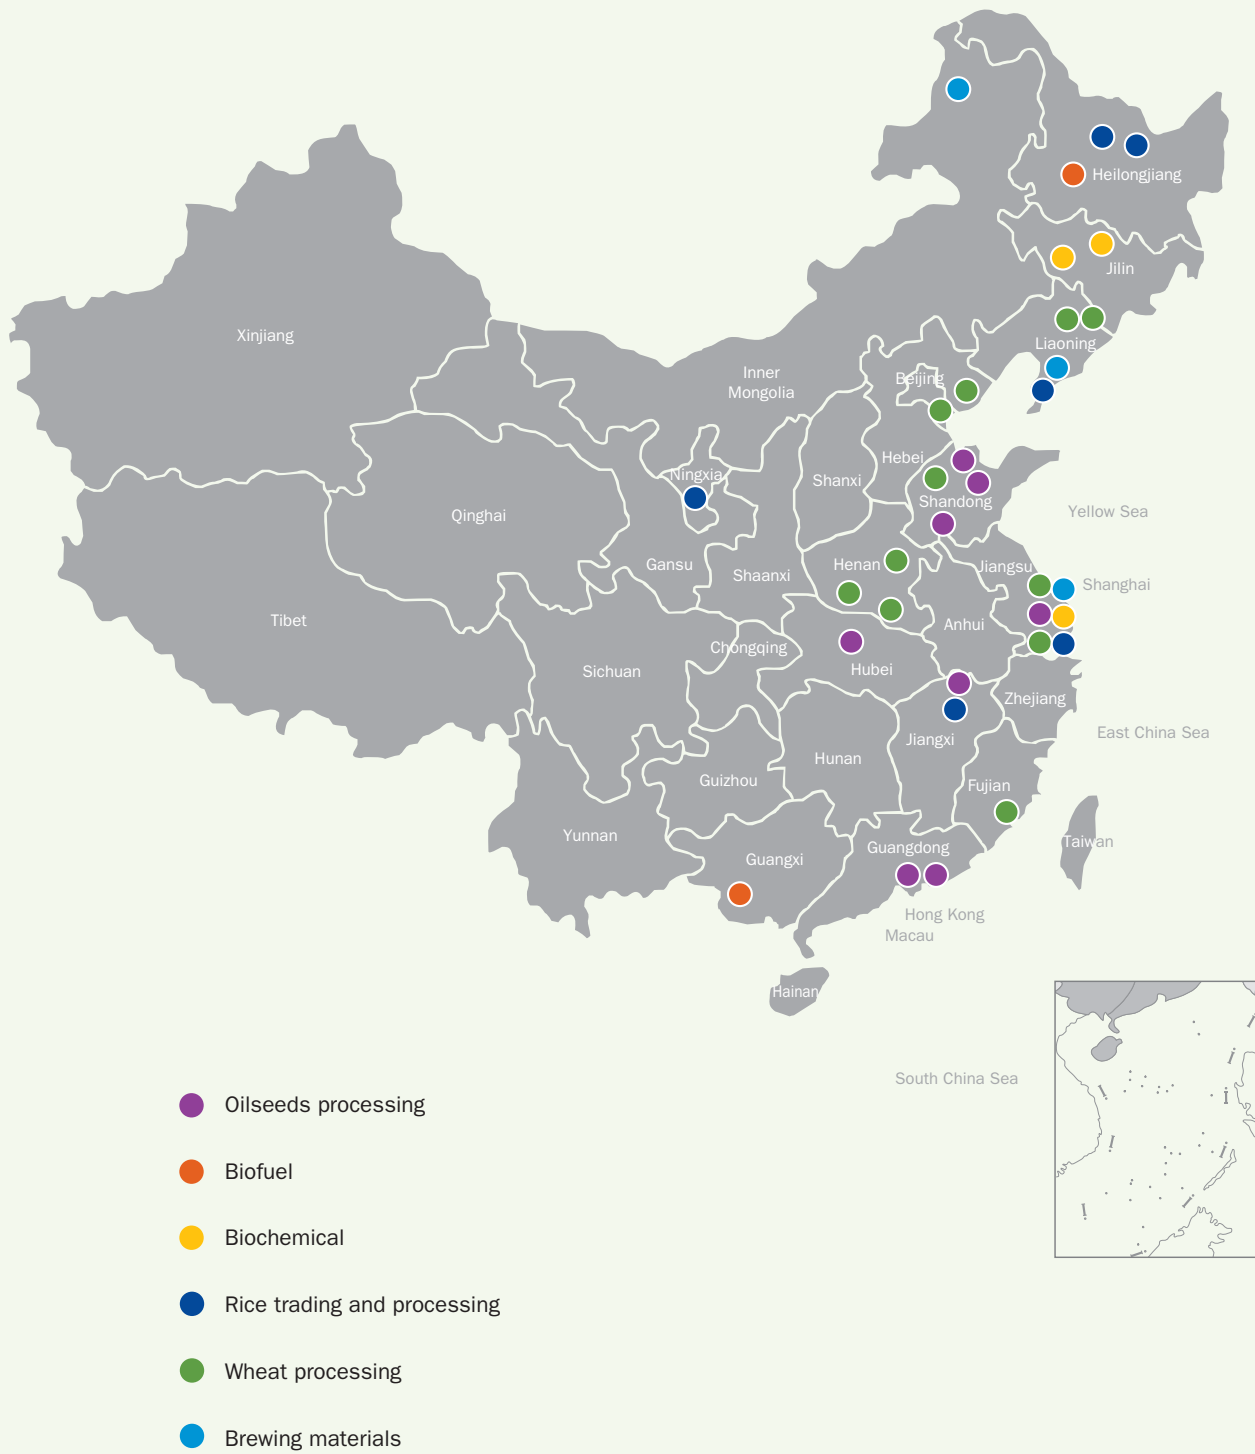 Heilongjiang
Jilin
Xinjiang
Liaoning
Inner
Mongolia
Beijing
Hebei
Ningxia
Shanxi
Shandong
Qinghai
Yellow Sea
Gansu
Henan
Jiangsu
Shaanxi
Shanghai
Tibet
Anhui
Chongqing
Sichuan
Hubei
Zhejiang
East China Sea
Jiangxi
Hunan
Guizhou
Fujian
Yunnan
Taiwan
Guangdong
Guangxi
Hong Kong
Macau
Hainan
South China Sea
Oilseeds processing
Biofuel
Biochemical
Rice trading and processing
Wheat processing
Brewing materials